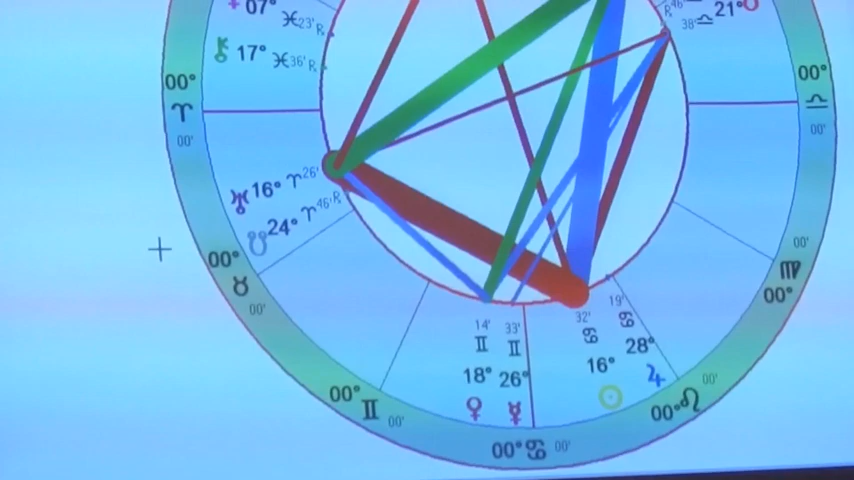 07° ♓ 23' R
⚷ 17° ♓ 36' R
R 46'
38' ♎ 21°
00°
♈
00'
00°
♎
00'
♅ 16° ♈ 26'
☋ 24° ♈ 46' R
00°
♉
00'
00'
♍
00°
14' ♊ 18° ♀
33' ♊ 26° ☿
32' ♋ 16° ☉
19' ♋ 28° ♃
00° ♊ 00'
00° ♋ 00'
00° ♌ 00'